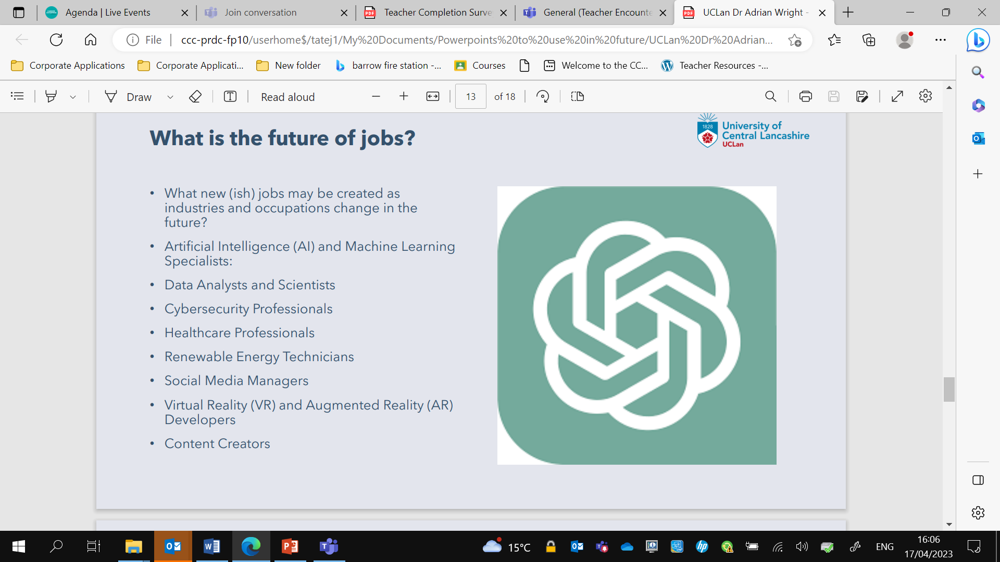 Agenda | Live Events
Join conversation
Teacher Completion Surve
General (Teacher Encounte
UCLan Dr Adrian Wright -
File
ccc-prdc-fp10/userhome$/tatej1/My%20Documents/Powerpoints%20to%20use%20in%20future/UCLan%20Dr%20Adrian...
Corporate Applications
Corporate Applicati...
New folder
barrow fire station -...
Courses
Welcome to the CC...
Teacher Resources -...
Draw
Read aloud
13
of 18
What is the future of jobs?
1828
University of
Central Lancashire
UCLan
• What new (ish) jobs may be created as
industries and occupations change in the
future?
• Artificial Intelligence (AI) and Machine Learning
Specialists:
• Data Analysts and Scientists
• Cybersecurity Professionals
• Healthcare Professionals
• Renewable Energy Technicians
• Social Media Managers
• Virtual Reality (VR) and Augmented Reality (AR)
Developers
• Content Creators
15°C
ENG
16:06
17/04/2023